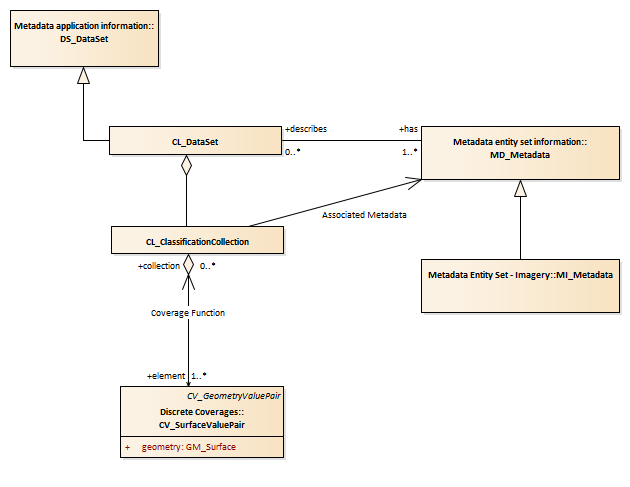 Metadata application information::
DS_DataSet
CL_DataSet
+describes
+has
0..*
1..*
Metadata entity set information::
MD_Metadata
Associated Metadata
CL_ClassificationCollection
+collection
0..*
Metadata Entity Set - Imagery::MI_Metadata
Coverage Function
+element
1..*
CV_GeometryValuePair
Discrete Coverages::
CV_SurfaceValuePair
+ geometry: GM_Surface